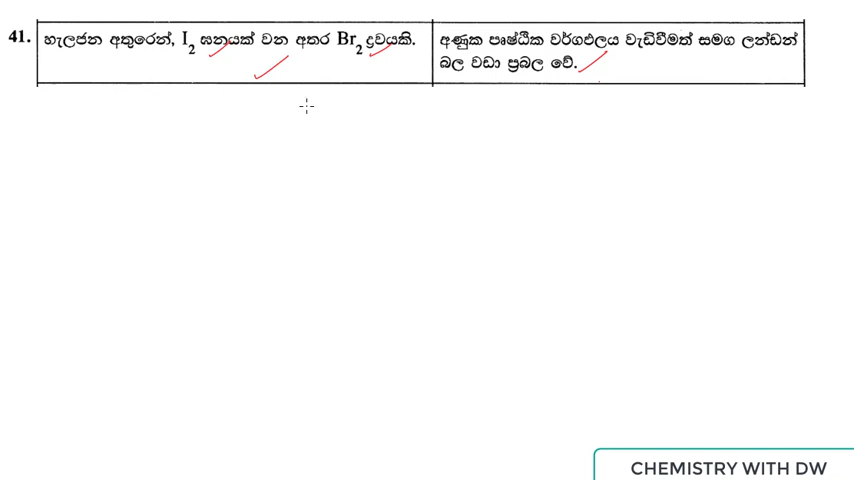 41. හැලජන අතුරෙන්, I2 ඝනයක් වන අතර Br2 ද්‍රවයකි.
අණුක පෘෂ්ඨික වර්ගඵලය වැඩිවීමත් සමග ලන්ඩන්
බල වඩා ප්‍රබල වේ.
CHEMISTRY WITH DW